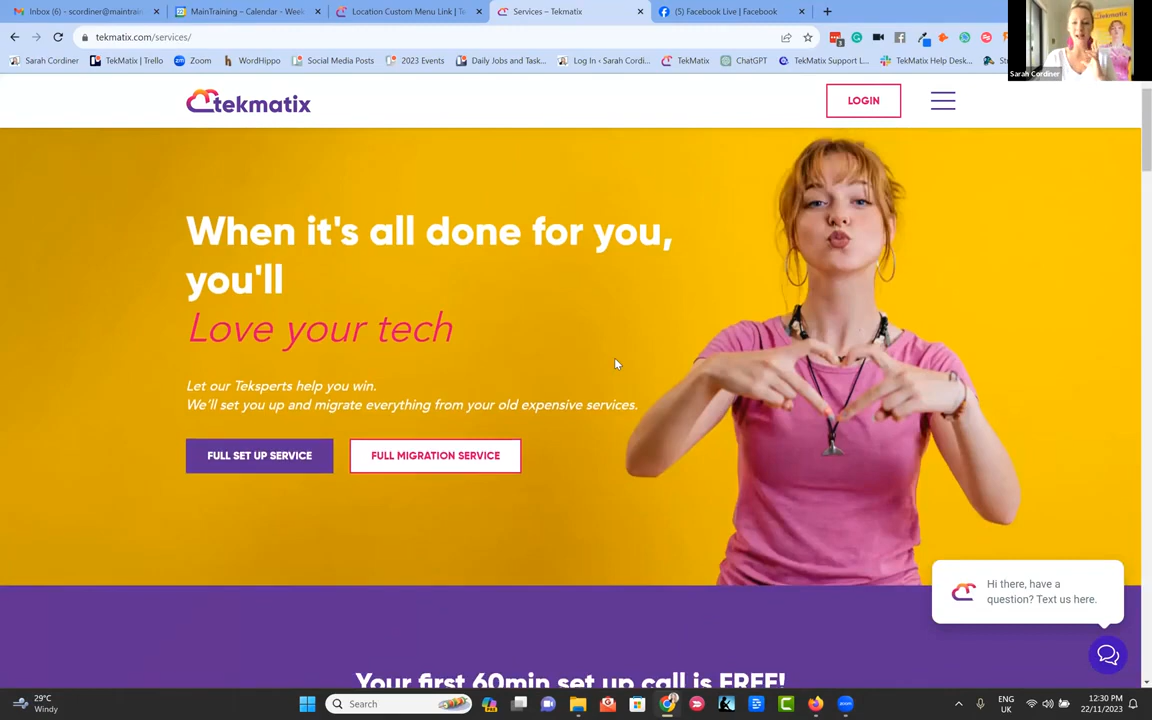 Inbox (6) - scordiner@maintrain
MainTraining - Calendar - Week
Location Custom Menu Link | Te
Services – Tekmatix
(5) Facebook Live | Facebook
tekmatix.com/services/
Sarah Cordiner
TekMatix | Trello
Zoom
WordHippo
Social Media Posts
2023 Events
Daily Jobs and Task...
Log In ‹ Sarah Cordi...
TekMatix
ChatGPT
TekMatix Support L...
TekMatix Help Desk...
Sarah Cordiner
tekmatix
LOGIN
When it's all done for you,
you'll
Love your tech
Let our Teksperts help you win.
We'll set you up and migrate everything from your old expensive services.
FULL SET UP SERVICE
FULL MIGRATION SERVICE
Hi there, have a
question? Text us here.
Your first 60min set up call is FREE!
29°C
Windy
Search
ENG
UK
12:30 PM
22/11/2023